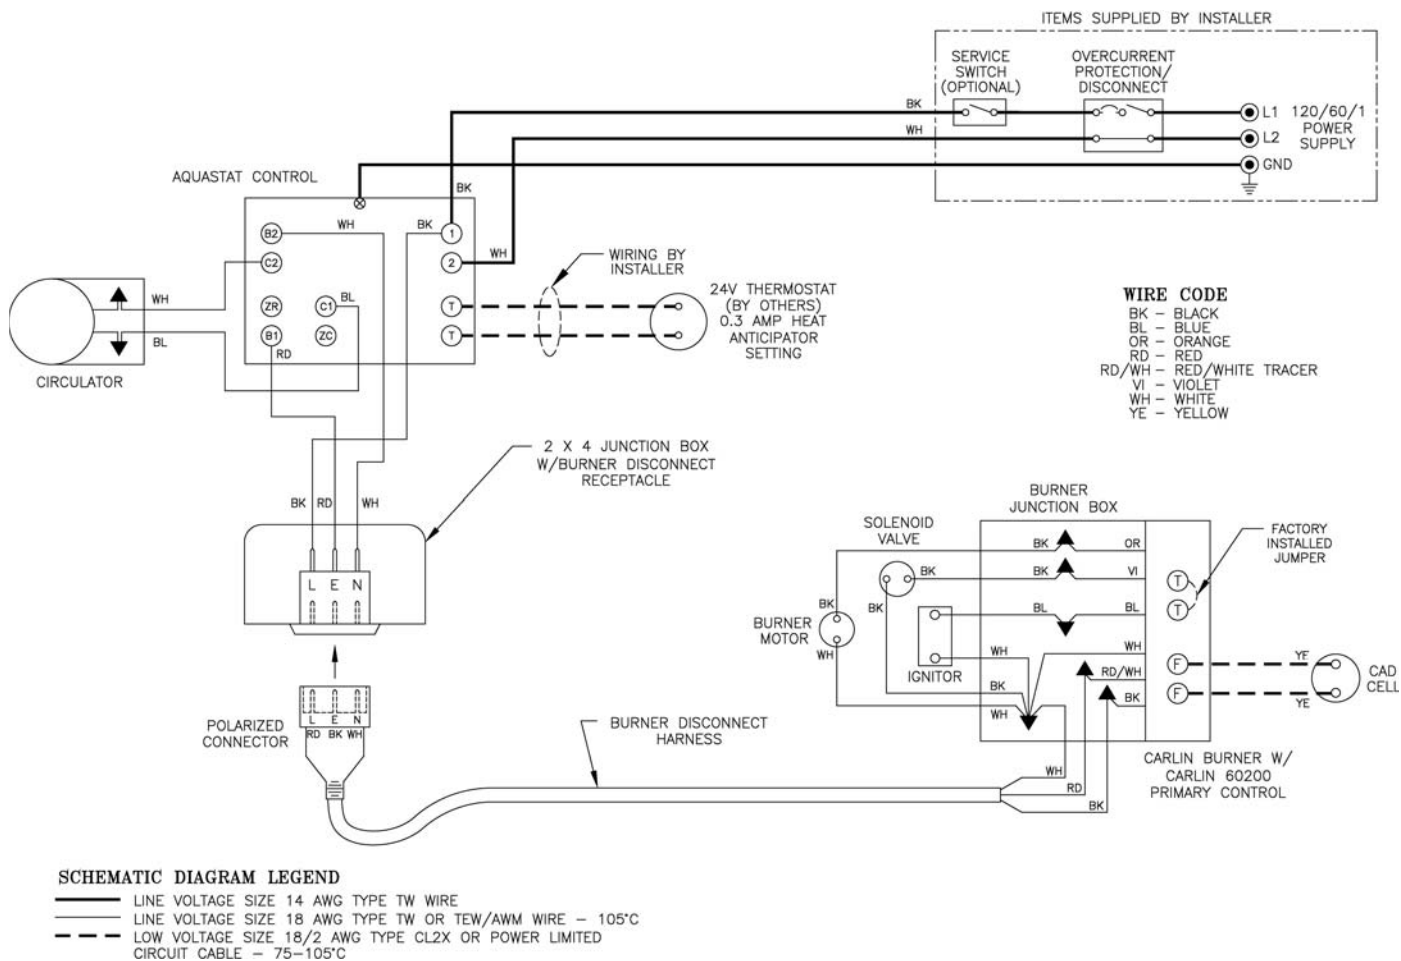 ITEMS SUPPLIED BY INSTALLER
SERVICE
SWITCH
(OPTIONAL)
OVERCURRENT
PROTECTION/
DISCONNECT
BK
WH
L1
L2
GND
120/60/1
POWER
SUPPLY
AQUASTAT CONTROL
BK
B2
WH
BK
1
C2
2
WH
ZR
C1
BL
T
B1
ZC
T
RD
WH
BL
CIRCULATOR
WIRING BY
INSTALLER
24V THERMOSTAT
(BY OTHERS)
0.3 AMP HEAT
ANTICIPATOR
SETTING
WIRE CODE
BK – BLACK
BL – BLUE
OR – ORANGE
RD – RED
RD/WH – RED/WHITE TRACER
VI – VIOLET
WH – WHITE
YE – YELLOW
2 X 4 JUNCTION BOX
W/BURNER DISCONNECT
RECEPTACLE
BK RD WH
L E N
L E N
RD BK WH
POLARIZED
CONNECTOR
BURNER DISCONNECT
HARNESS
BURNER
JUNCTION BOX
SOLENOID
VALVE
BK
OR
BK
BK
VI
BK
BK
BL
BL
BURNER
MOTOR
WH
IGNITOR
WH
WH
RD/WH
BK
BK
WH
WH
RD
BK
T
T
F
F
FACTORY
INSTALLED
JUMPER
YE
YE
CAD
CELL
CARLIN BURNER W/
CARLIN 60200
PRIMARY CONTROL
SCHEMATIC DIAGRAM LEGEND
LINE VOLTAGE SIZE 14 AWG TYPE TW WIRE
LINE VOLTAGE SIZE 18 AWG TYPE TW OR TEW/AWM WIRE – 105°C
LOW VOLTAGE SIZE 18/2 AWG TYPE CL2X OR POWER LIMITED
CIRCUIT CABLE – 75–105°C